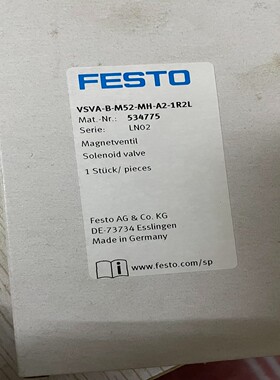 FESTO
VSVA-B-M52-MH-A2-1R2L
Mat.-Nr.: 534775
Serie: LN02
Magnetventil
Solenoid valve
1 Stück/ pieces
Festo AG & Co. KG
DE-73734 Esslingen
Made in Germany
www.festo.com/sp